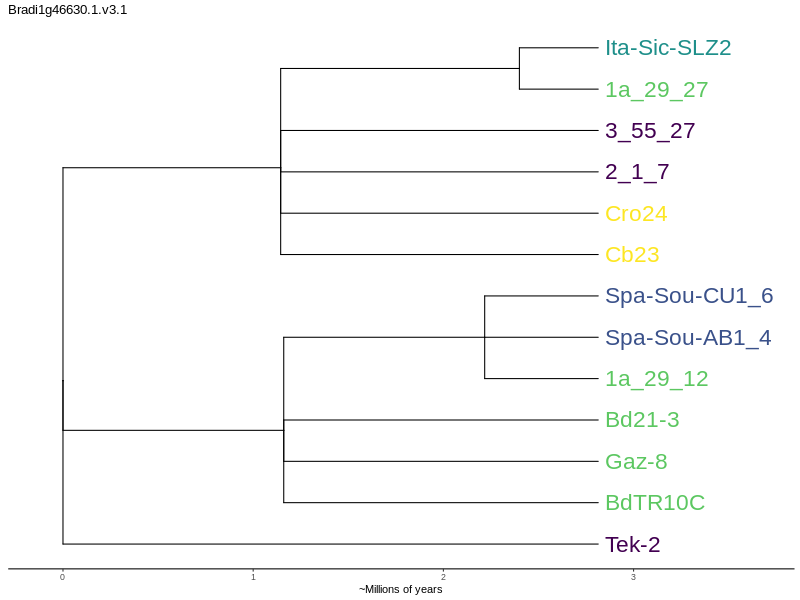 Bradi1g46630.1.v3.1
Ita-Sic-SLZ2
1a_29_27
3_55_27
2_1_7
Cro24
Cb23
Spa-Sou-CU1_6
Spa-Sou-AB1_4
1a_29_12
Bd21-3
Gaz-8
BdTR10C
Tek-2
0 1 2 3
~Millions of years